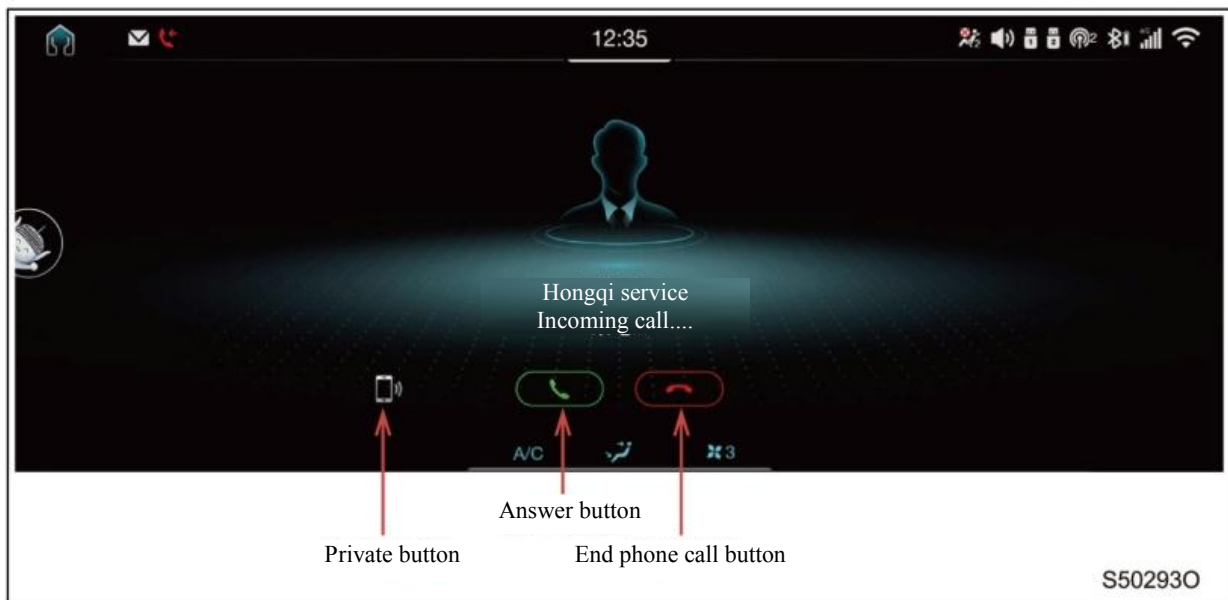 12:35
Hongqi service
Incoming call....
A/C
3
Answer button
Private button
End phone call button
S50293O